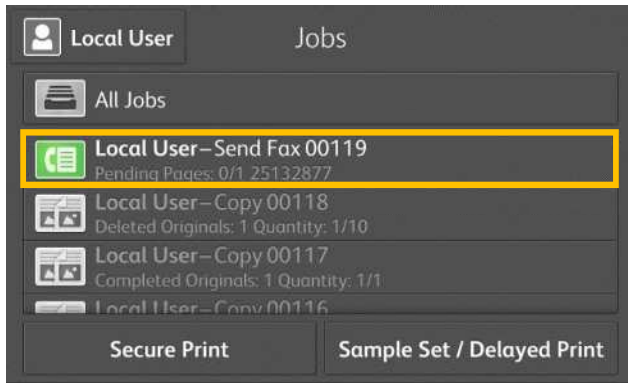 Local User
Jobs
All Jobs
Local User–Send Fax 00119
Pending Pages: 0/1 25132877
Local User–Copy 00118
Deleted Originals: 1 Quantity: 1/10
Local User–Copy 00117
Completed Originals: 1 Quantity: 1/1
Local User–Copy 00116
Secure Print
Sample Set / Delayed Print